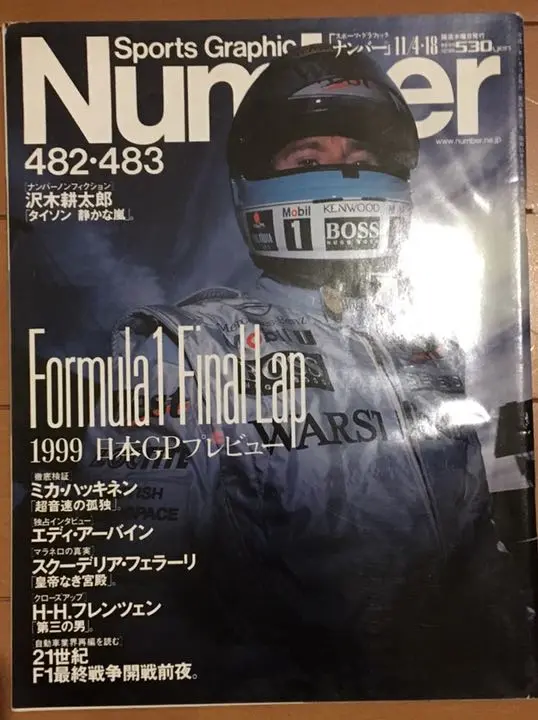 Sports Graphic
スポーツ・グラフィック
「ナンバー」11/4・18
530yen
Number
www.number.ne.jp
482・483
[ナンバーノンフィクション]
沢木耕太郎
「タイソン 静かな嵐」。
Mobil
1
KENWOOD
BOSS
HUGO BOSS
Formula 1 Final Lap
WARST
1999 日本GPプレビュー
LOCTITE
[徹底検証]
ミカ・ハッキネン
「超音速の孤独」。
[独占インタビュー]
エディ・アーバイン
[マラネロの真実]
スクーデリア・フェラーリ
「皇帝なき宮殿」。
[クローズアップ]
H-H.フレンツェン
「第三の男」。
[自動車業界再編を読む]
21世紀
F1最終戦争開戦前夜。